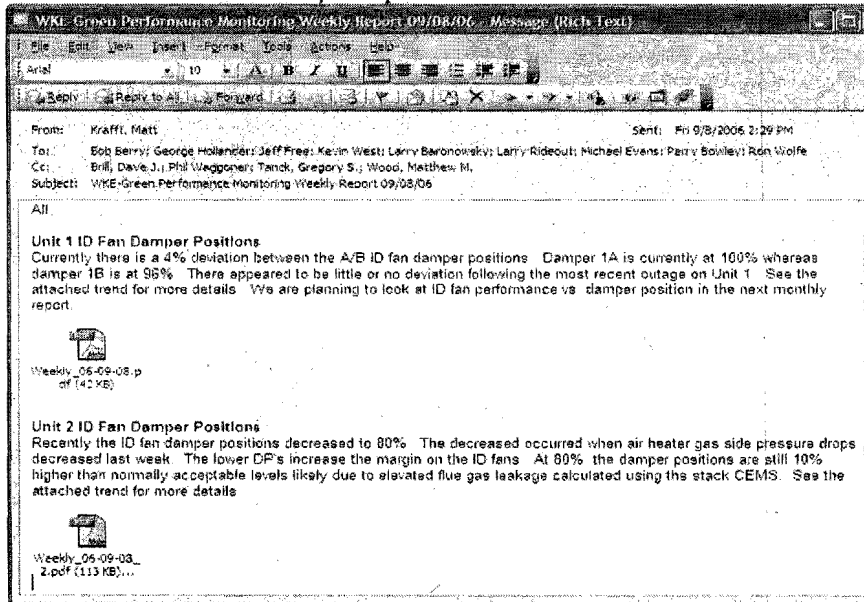 WKE-Green Performance Monitoring Weekly Report 09/08/06 - Message (Rich Text)
File Edit View Insert Format Tools Actions Help
Arial 10 A B I U
Reply Reply to All Forward
From: Krafft, Matt Sent: Fri 9/8/2006 2:29 PM
To: Bob Berry; George Hollander; Jeff Free; Kevin West; Larry Baronowsky; Larry Rideout; Michael Evans; Perry Bowley; Ron Wolfe
Cc: Brill, Dave J.; Phil Waggoner; Tanck, Gregory S.; Wood, Matthew M.
Subject: WKE-Green Performance Monitoring Weekly Report 09/08/06
All
Unit 1 ID Fan Damper Positions
Currently there is a 4% deviation between the A/B ID fan damper positions Damper 1A is currently at 100% whereas
damper 1B is at 96% There appeared to be little or no deviation following the most recent outage on Unit 1 See the
attached trend for more details We are planning to look at ID fan performance vs damper position in the next monthly
report.
Weekly_06-09-08.p
df (42 KB)
Unit 2 ID Fan Damper Positions
Recently the ID fan damper positions decreased to 80% The decreased occurred when air heater gas side pressure drops
decreased last week. The lower DP's increase the margin on the ID fans At 80% the damper positions are still 10%
higher than normally acceptable levels likely due to elevated flue gas leakage calculated using the stack CEMS. See the
attached trend for more details
Weekly_06-09-08_
2.pdf (113 KB)...